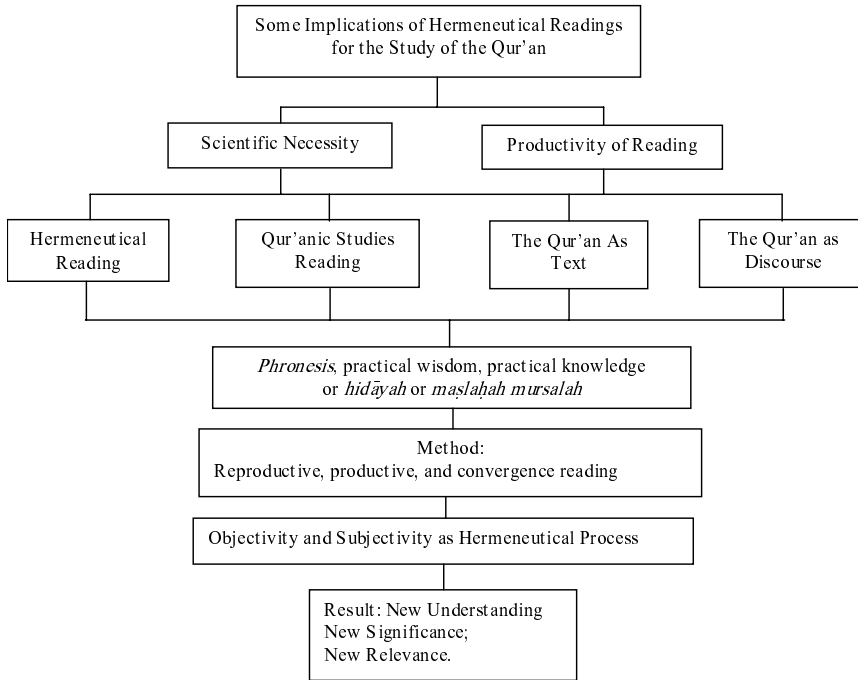 Some Implications of Hermeneutical Readings
for the Study of the Qur’an
Scientific Necessity
Productivity of Reading
Hermeneutical
Reading
Qur’anic Studies
Reading
The Qur’an As
Text
The Qur’an as
Discourse
Phronesis, practical wisdom, practical knowledge
or hidāyah or maṣlaḥah mursalah
Method:
Reproductive, productive, and convergence reading
Objectivity and Subjectivity as Hermeneutical Process
Result: New Understanding
New Significance;
New Relevance.